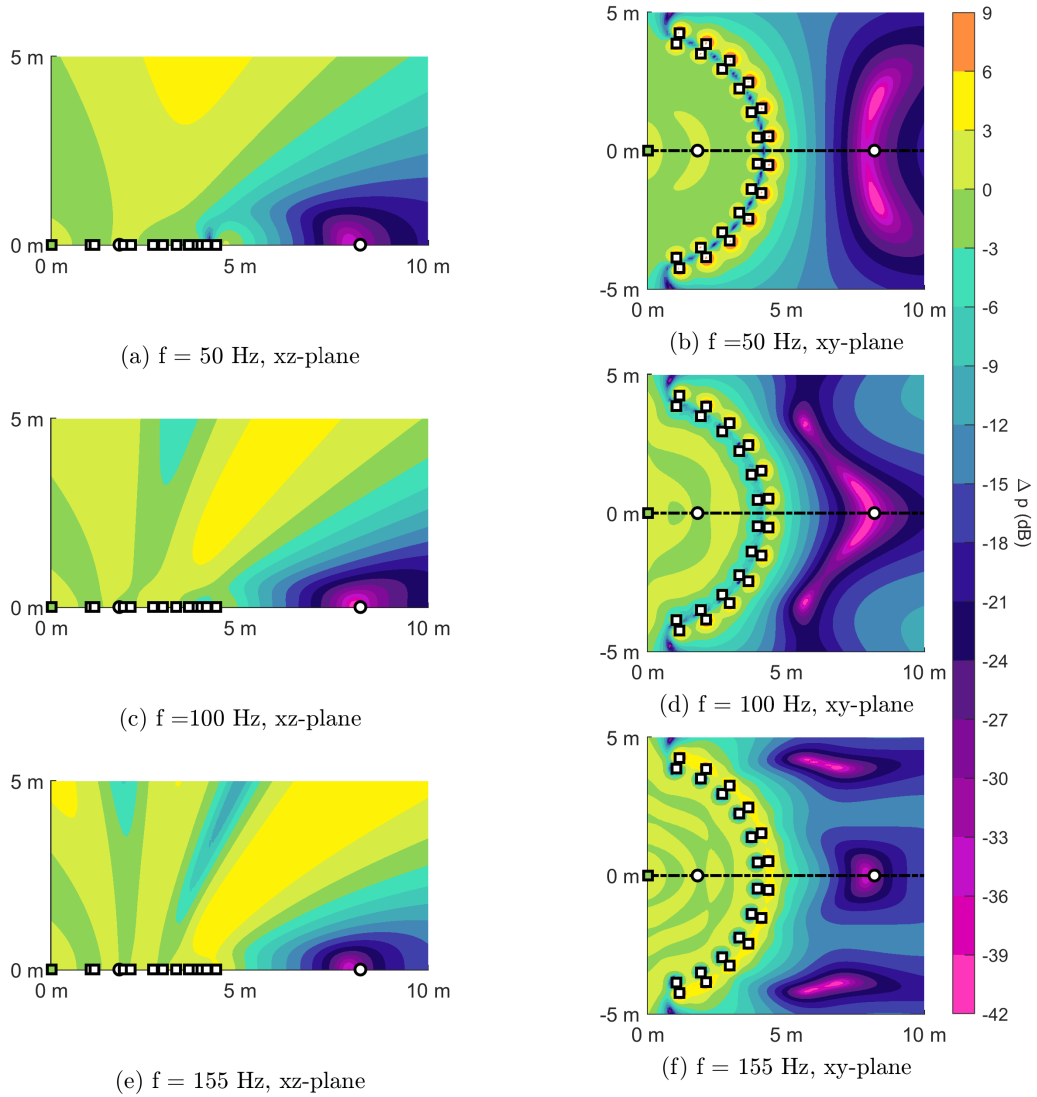 5 m
0 m
0 m 5 m 10 m
(a) f = 50 Hz, xz-plane
5 m
0 m
-5 m
0 m 5 m 10 m
(b) f =50 Hz, xy-plane
5 m
0 m
0 m 5 m 10 m
(c) f =100 Hz, xz-plane
5 m
0 m
-5 m
0 m 5 m 10 m
(d) f = 100 Hz, xy-plane
5 m
0 m
0 m 5 m 10 m
(e) f = 155 Hz, xz-plane
5 m
0 m
-5 m
0 m 5 m 10 m
(f) f = 155 Hz, xy-plane
9
6
3
0
-3
-6
-9
-12
-15
-18
-21
-24
-27
-30
-33
-36
-39
-42
Δ p (dB)